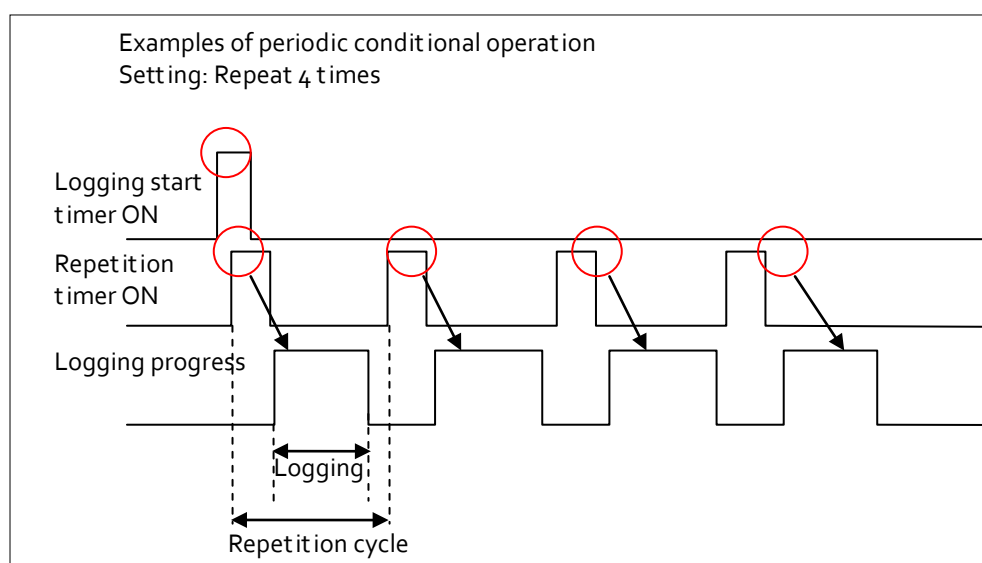 Examples of periodic conditional operation
Setting: Repeat 4 times
Logging start
timer ON
Repetition
timer ON
Logging progress
Logging
Repetition cycle